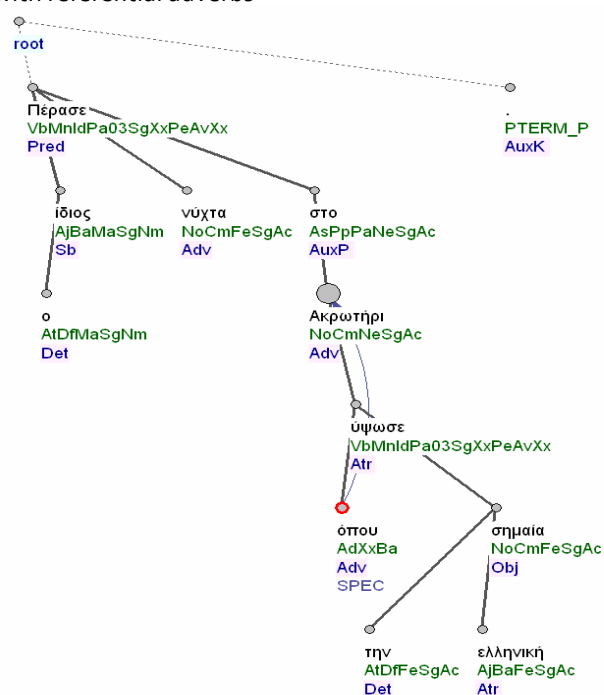 with referential adverbs
root
Πέρασε
VbMnIdPa03SgXxPeAvXx
Pred
.
PTERM_P
AuxK
ίδιος
AjBaMaSgNm
Sb
νύχτα
NoCmFeSgAc
Adv
στο
AsPpPaNeSgAc
AuxP
ο
AtDfMaSgNm
Det
Ακρωτήρι
NoCmNeSgAc
Adv
ύψωσε
VbMnIdPa03SgXxPeAvXx
Atr
όπου
AdXxBa
Adv
SPEC
σημαία
NoCmFeSgAc
Obj
την
AtDfFeSgAc
Det
ελληνική
AjBaFeSgAc
Atr